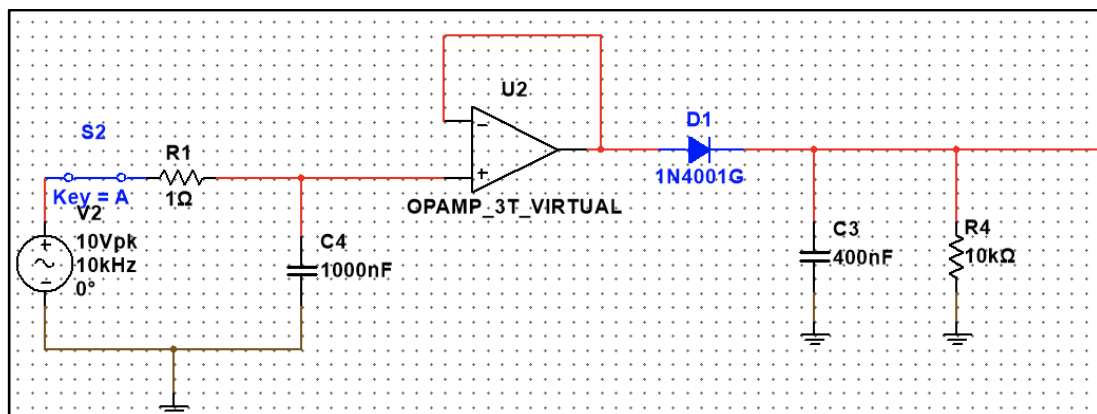 S2
Key = A
R1
1Ω
V2
10Vpk
10kHz
0°
C4
1000nF
U2
OPAMP_3T_VIRTUAL
D1
1N4001G
C3
400nF
R4
10kΩ